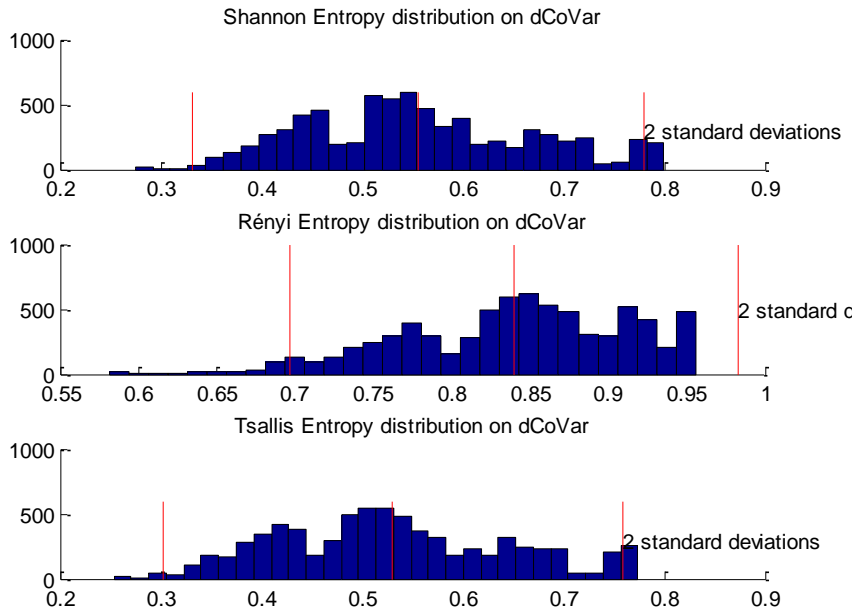 Shannon Entropy distribution on dCoVar
1000
500
0
2 standard deviations
0.2 0.3 0.4 0.5 0.6 0.7 0.8 0.9
Rényi Entropy distribution on dCoVar
1000
500
0
2 standard d
0.55 0.6 0.65 0.7 0.75 0.8 0.85 0.9 0.95 1
Tsallis Entropy distribution on dCoVar
1000
500
0
2 standard deviations
0.2 0.3 0.4 0.5 0.6 0.7 0.8 0.9